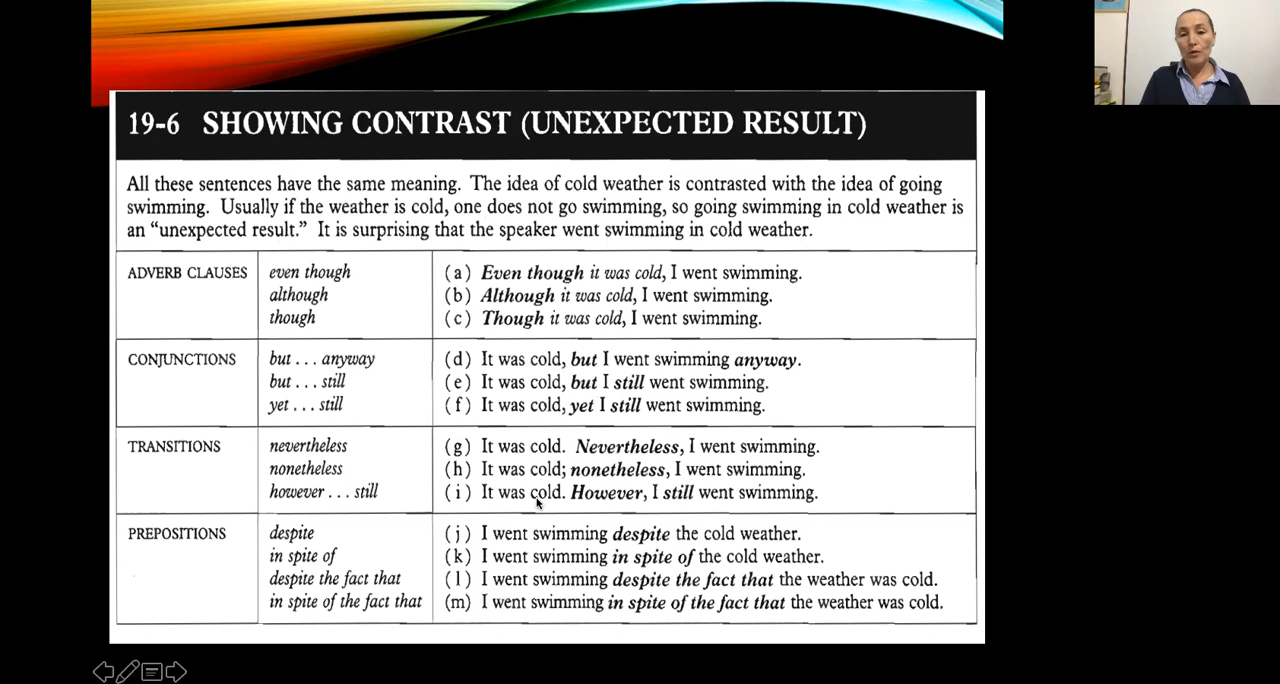 19-6 SHOWING CONTRAST (UNEXPECTED RESULT)
All these sentences have the same meaning. The idea of cold weather is contrasted with the idea of going
swimming. Usually if the weather is cold, one does not go swimming, so going swimming in cold weather is
an “unexpected result.” It is surprising that the speaker went swimming in cold weather.
ADVERB CLAUSES even though (a) Even though it was cold, I went swimming.
although (b) Although it was cold, I went swimming.
though (c) Though it was cold, I went swimming.
CONJUNCTIONS but . . . anyway (d) It was cold, but I went swimming anyway.
but . . . still (e) It was cold, but I still went swimming.
yet . . . still (f) It was cold, yet I still went swimming.
TRANSITIONS nevertheless (g) It was cold. Nevertheless, I went swimming.
nonetheless (h) It was cold; nonetheless, I went swimming.
however . . . still (i) It was cold. However, I still went swimming.
PREPOSITIONS despite (j) I went swimming despite the cold weather.
in spite of (k) I went swimming in spite of the cold weather.
despite the fact that (l) I went swimming despite the fact that the weather was cold.
in spite of the fact that (m) I went swimming in spite of the fact that the weather was cold.